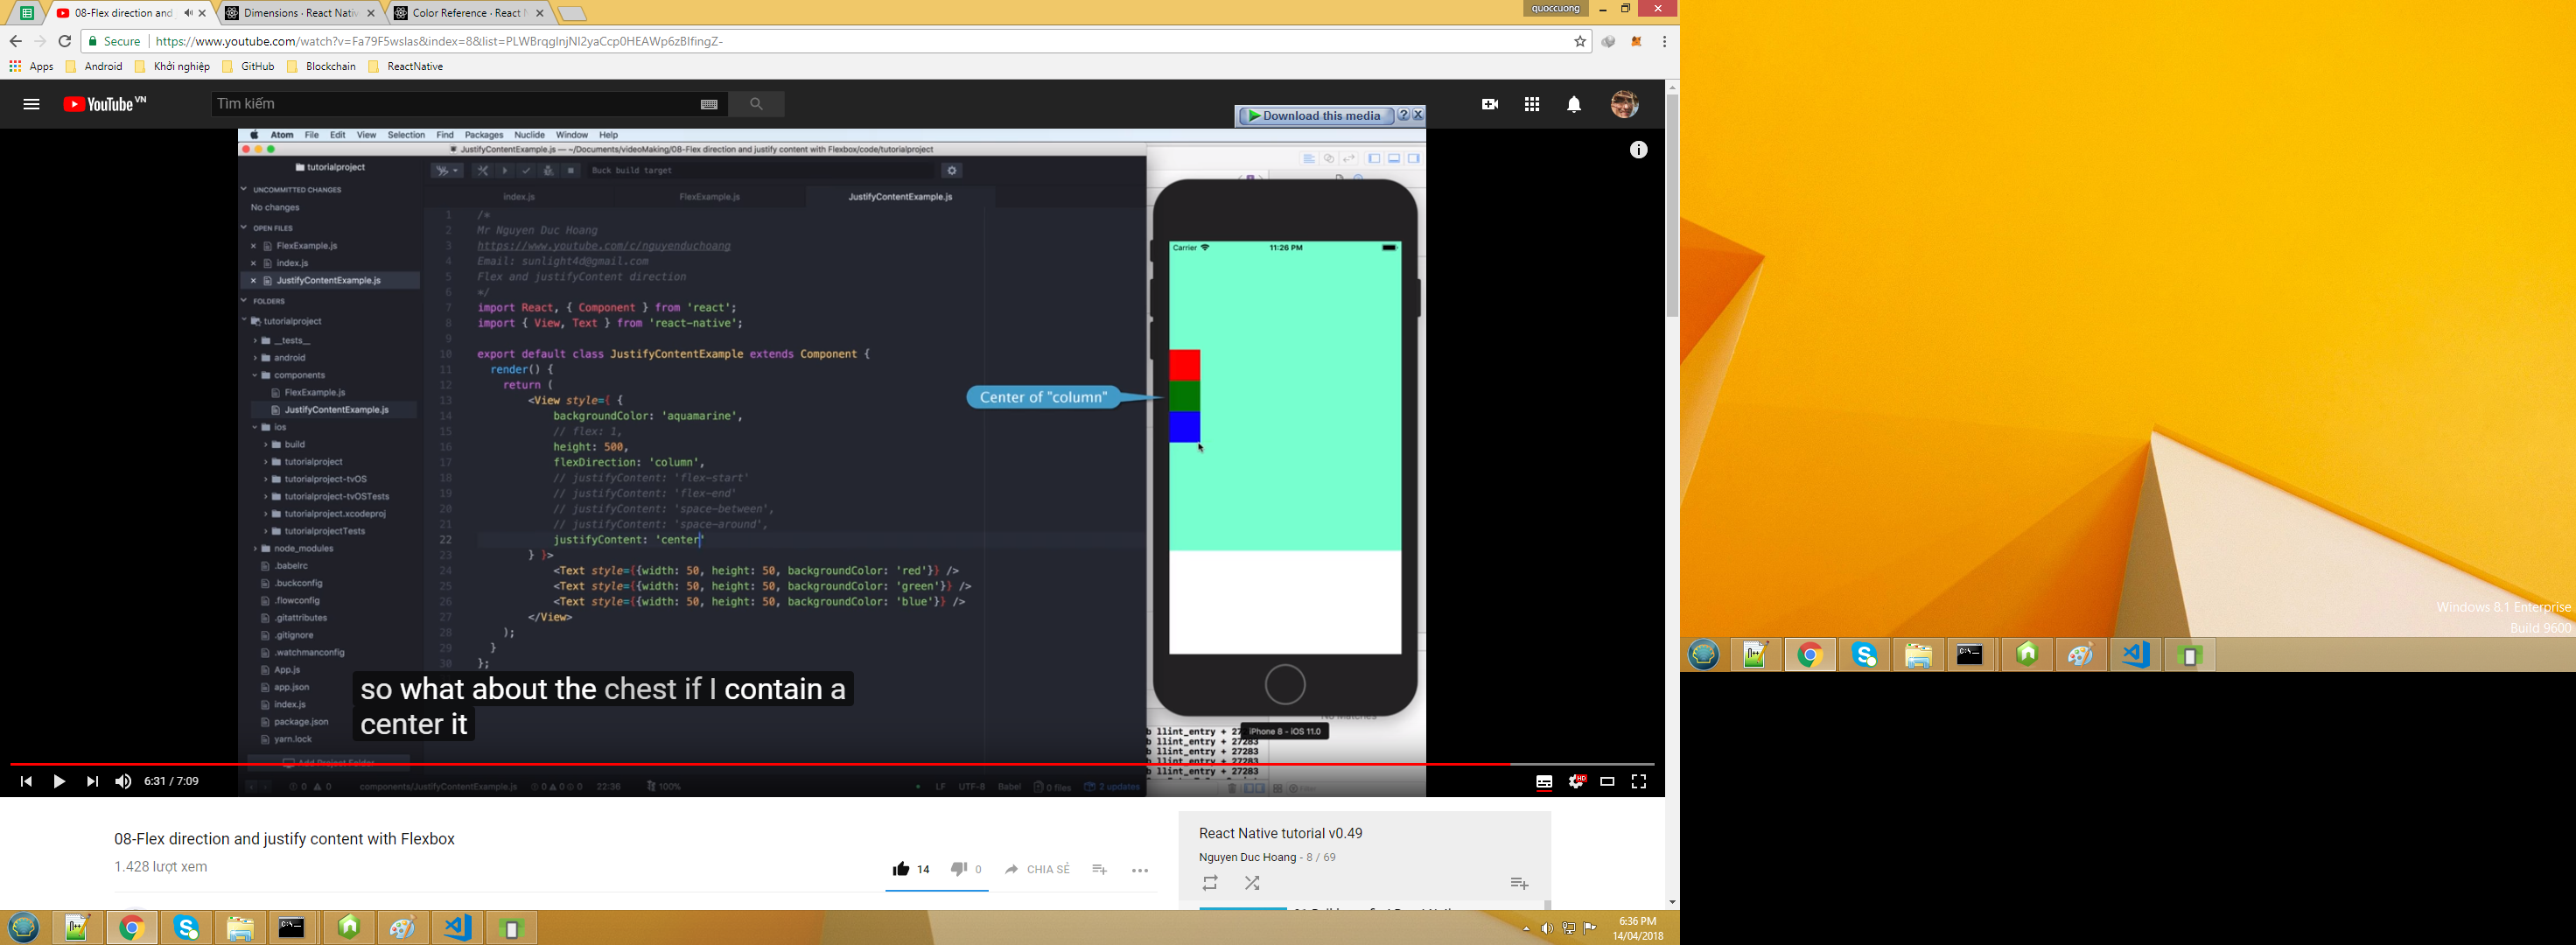 08-Flex direction and
Dimensions · React Nativ
Color Reference · React N
quoccuong
Secure
https://www.youtube.com/watch?v=Fa79F5wsIas&index=8&list=PLWBrqglnjNl2yaCcp0HEAWp6zBIfingZ-
Apps Android Khởi nghiệp GitHub Blockchain ReactNative
YouTube VN
Tìm kiếm
Download this media
Atom File Edit View Selection Find Packages Nuclide Window Help
JustifyContentExample.js — ~/Documents/videoMaking/08-Flex direction and justify content with Flexbox/code/tutorialproject
tutorialproject
Buck build target
UNCOMMITTED CHANGES
No changes
OPEN FILES
FlexExample.js
index.js
JustifyContentExample.js
FOLDERS
tutorialproject
__tests__
android
components
FlexExample.js
JustifyContentExample.js
ios
build
tutorialproject
tutorialproject-tvOS
tutorialproject-tvOSTests
tutorialproject.xcodeproj
tutorialprojectTests
node_modules
.babelrc
.buckconfig
.flowconfig
.gitattributes
.gitignore
.watchmanconfig
App.js
app.json
index.js
package.json
yarn.lock
Add Project Folder
index.js FlexExample.js JustifyContentExample.js
1 /*
2 Mr Nguyen Duc Hoang
3 https://www.youtube.com/c/nguyenduchoang
4 Email: sunlight4d@gmail.com
5 Flex and justifyContent direction
6 */
7 import React, { Component } from 'react';
8 import { View, Text } from 'react-native';
9
10 export default class JustifyContentExample extends Component {
11 render() {
12 return (
13 <View style={ {
14 backgroundColor: 'aquamarine',
15 // flex: 1,
16 height: 500,
17 flexDirection: 'column',
18 // justifyContent: 'flex-start'
19 // justifyContent: 'flex-end'
20 // justifyContent: 'space-between',
21 // justifyContent: 'space-around',
22 justifyContent: 'center'
23 } }>
24 <Text style={{width: 50, height: 50, backgroundColor: 'red'}} />
25 <Text style={{width: 50, height: 50, backgroundColor: 'green'}} />
26 <Text style={{width: 50, height: 50, backgroundColor: 'blue'}} />
27 </View>
28 );
29 }
30 };
Center of "column"
Carrier 11:26 PM
iPhone 8 - iOS 11.0
No Matches
llint_entry + 27
llint_entry + 27283
llint_entry + 27283
llint_entry + 27283
llint_entry + 27283
so what about the chest if I contain a
center it
components/JustifyContentExample.js 22:36 100%
LF UTF-8 Babel 0 files 2 updates
6:31 / 7:09
HD
08-Flex direction and justify content with Flexbox
1.428 lượt xem
14 0 CHIA SẺ
React Native tutorial v0.49
Nguyen Duc Hoang - 8 / 69
6:36 PM
14/04/2018
Windows 8.1 Enterprise
Build 9600